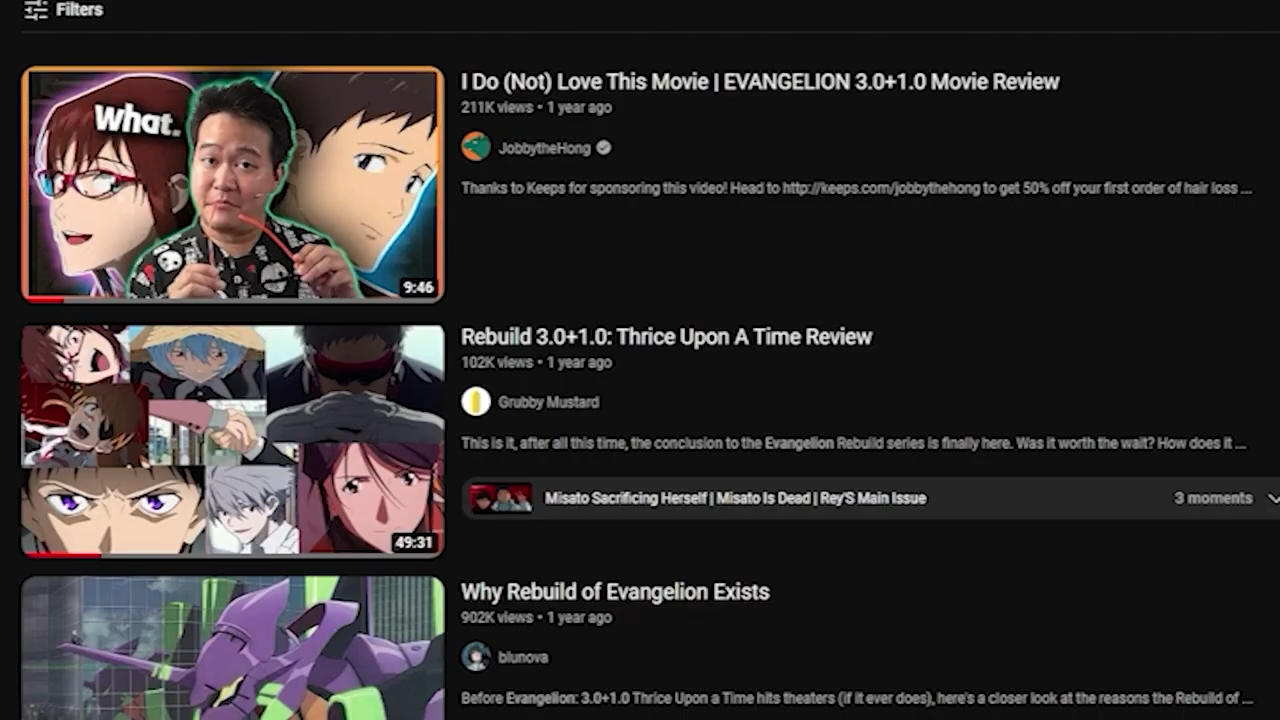 Filters
What.
9:46
I Do (Not) Love This Movie | EVANGELION 3.0+1.0 Movie Review
211K views • 1 year ago
JobbytheHong
Thanks to Keeps for sponsoring this video! Head to http://keeps.com/jobbythehong to get 50% off your first order of hair loss ...
49:31
Rebuild 3.0+1.0: Thrice Upon A Time Review
102K views • 1 year ago
Grubby Mustard
This is it, after all this time, the conclusion to the Evangelion Rebuild series is finally here. Was it worth the wait? How does it ...
Misato Sacrificing Herself | Misato Is Dead | Rey'S Main Issue
3 moments
Why Rebuild of Evangelion Exists
902K views • 1 year ago
blunova
Before Evangelion: 3.0+1.0 Thrice Upon a Time hits theaters (if it ever does), here's a closer look at the reasons the Rebuild of ...